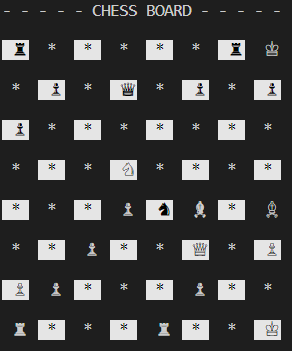 - - - - - CHESS BOARD - - - - -
♜ * * * * * ♜ ♔
* ♟ * ♛ * ♟ * ♟
♟ * * * * * * *
* * * ♘ * * * *
* * * ♙ ♞ ♝ * ♗
* * ♙ * * ♕ * ♙
♙ ♙ * * * ♙ * *
♜ * * * ♜ * * ♔